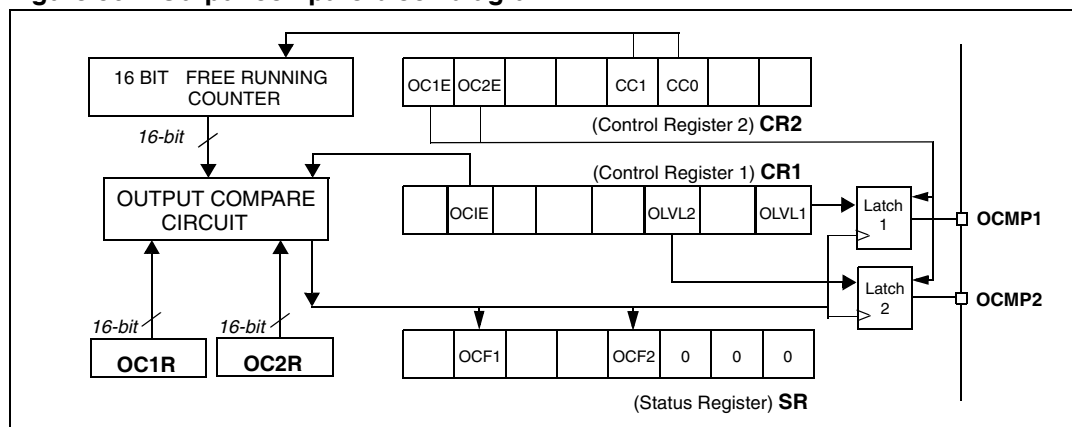 16 BIT FREE RUNNING
COUNTER
16-bit
OC1E OC2E CC1 CC0
(Control Register 2) CR2
(Control Register 1) CR1
OUTPUT COMPARE
CIRCUIT
OCIE OLVL2 OLVL1
Latch
1
OCMP1
Latch
2
OCMP2
16-bit 16-bit
OC1R OC2R
OCF1 OCF2 0 0 0
(Status Register) SR